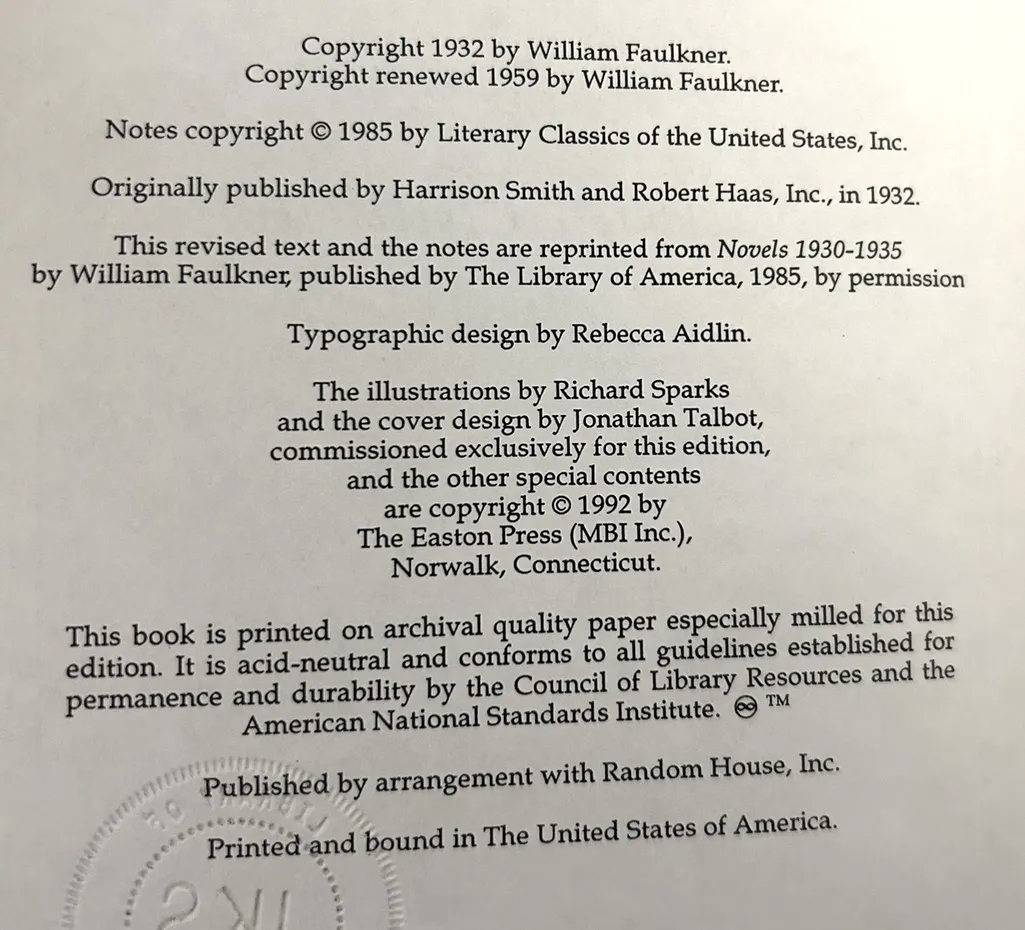 Copyright 1932 by William Faulkner.
Copyright renewed 1959 by William Faulkner.
Notes copyright © 1985 by Literary Classics of the United States, Inc.
Originally published by Harrison Smith and Robert Haas, Inc., in 1932.
This revised text and the notes are reprinted from Novels 1930-1935
by William Faulkner, published by The Library of America, 1985, by permission
Typographic design by Rebecca Aidlin.
The illustrations by Richard Sparks
and the cover design by Jonathan Talbot,
commissioned exclusively for this edition,
and the other special contents
are copyright © 1992 by
The Easton Press (MBI Inc.),
Norwalk, Connecticut.
This book is printed on archival quality paper especially milled for this
edition. It is acid-neutral and conforms to all guidelines established for
permanence and durability by the Council of Library Resources and the
American National Standards Institute. ♾ ™
Published by arrangement with Random House, Inc.
Printed and bound in The United States of America.